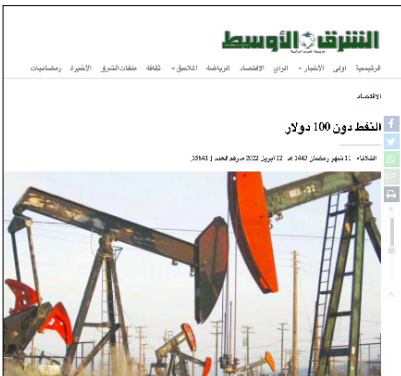 الشرق الأوسط
الرئيسية أولى الأخبار الرأي الاقتصاد الرياضة الملاحق ثقافة ملفات الشرق الأخيرة رمضانيات
الاقتصاد
النفط دون 100 دولار
الثلاثاء 11 شهر رمضان 1443 هـ 12 أبريل 2022 مـ رقم العدد [ 15841]